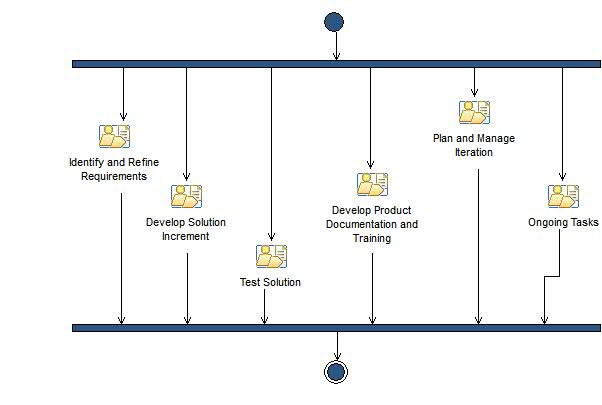 Identify and Refine
Requirements
Develop Solution
Increment
Test Solution
Develop Product
Documentation and
Training
Plan and Manage
Iteration
Ongoing Tasks